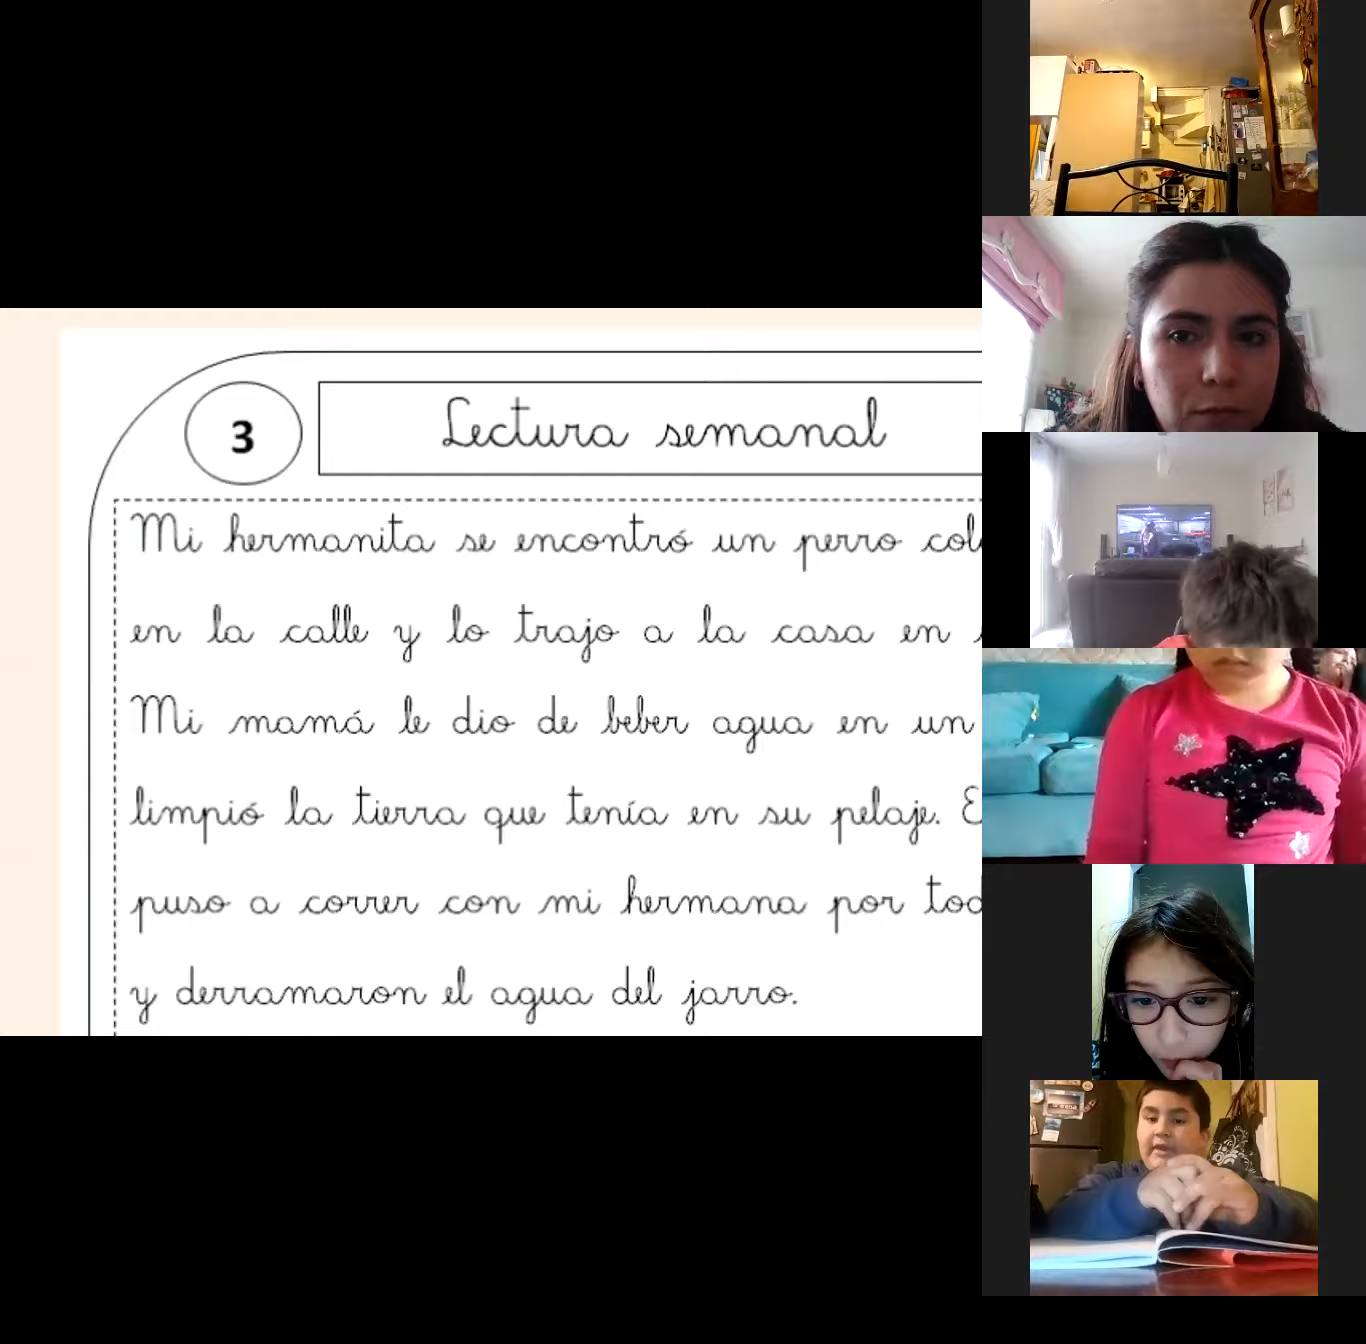 3
Lectura semanal
Mi hermanita se encontró un perro
en la calle y lo trajo a la casa en
Mi mamá le dio de beber agua en un
limpió la tierra que tenía en su pelaje.
puso a correr con mi hermana por
y derramaron el agua del jarro.